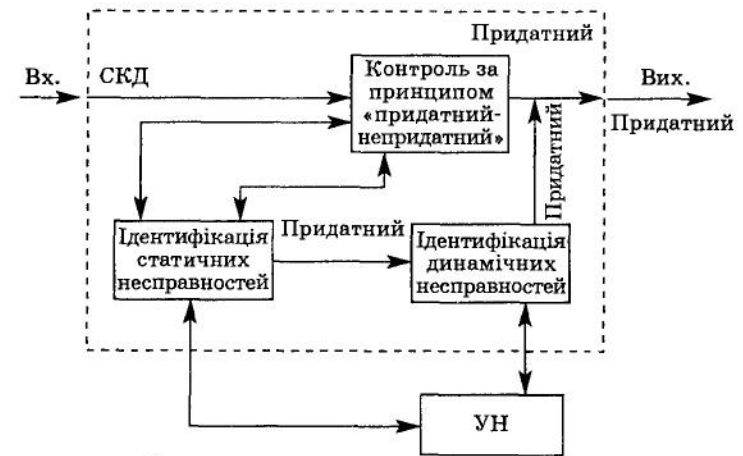 Придатний
Вх.
СКД
Контроль за
принципом
«придатний-
непридатний»
Вих.
Придатний
Придатний
Ідентифікація
статичних
несправностей
Придатний
Ідентифікація
динамічних
несправностей
УН